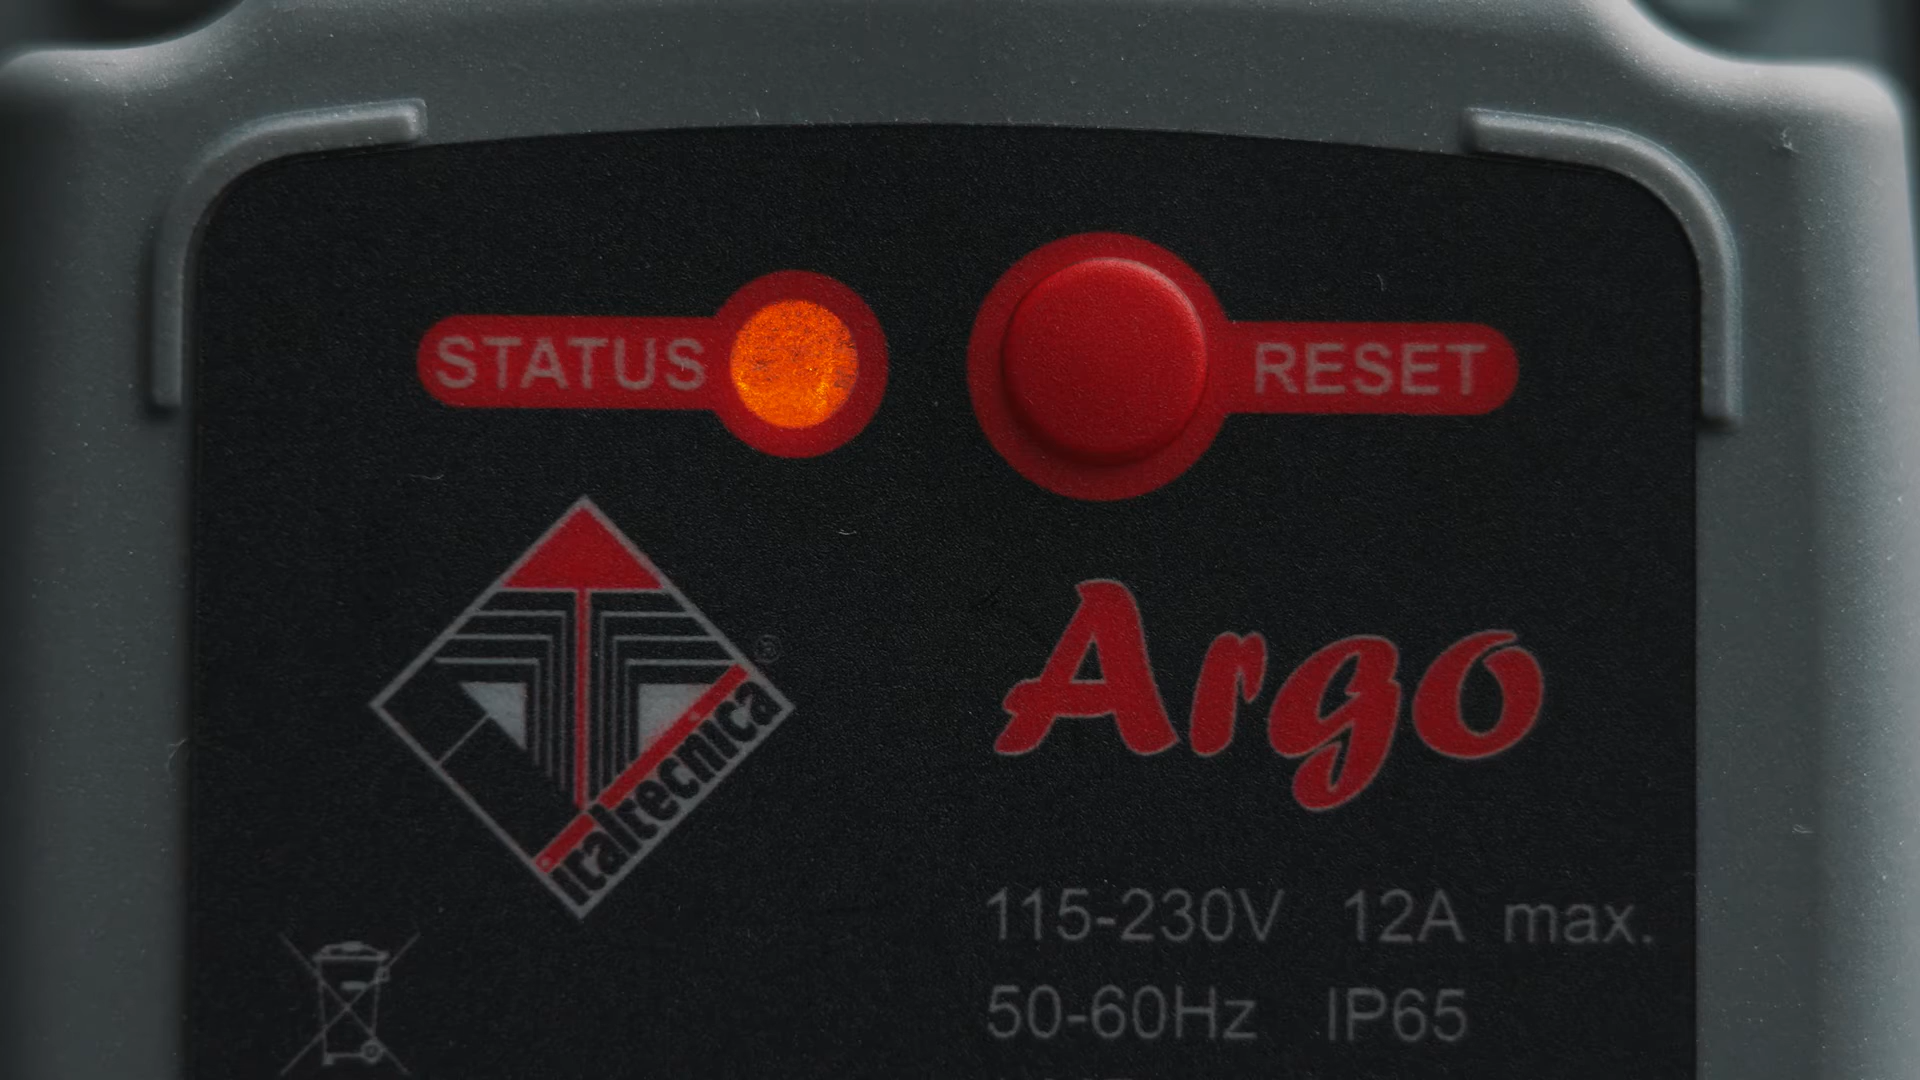 STATUS
RESET
Argo
italtecnica
®
115-230V 12A max.
50-60Hz IP65